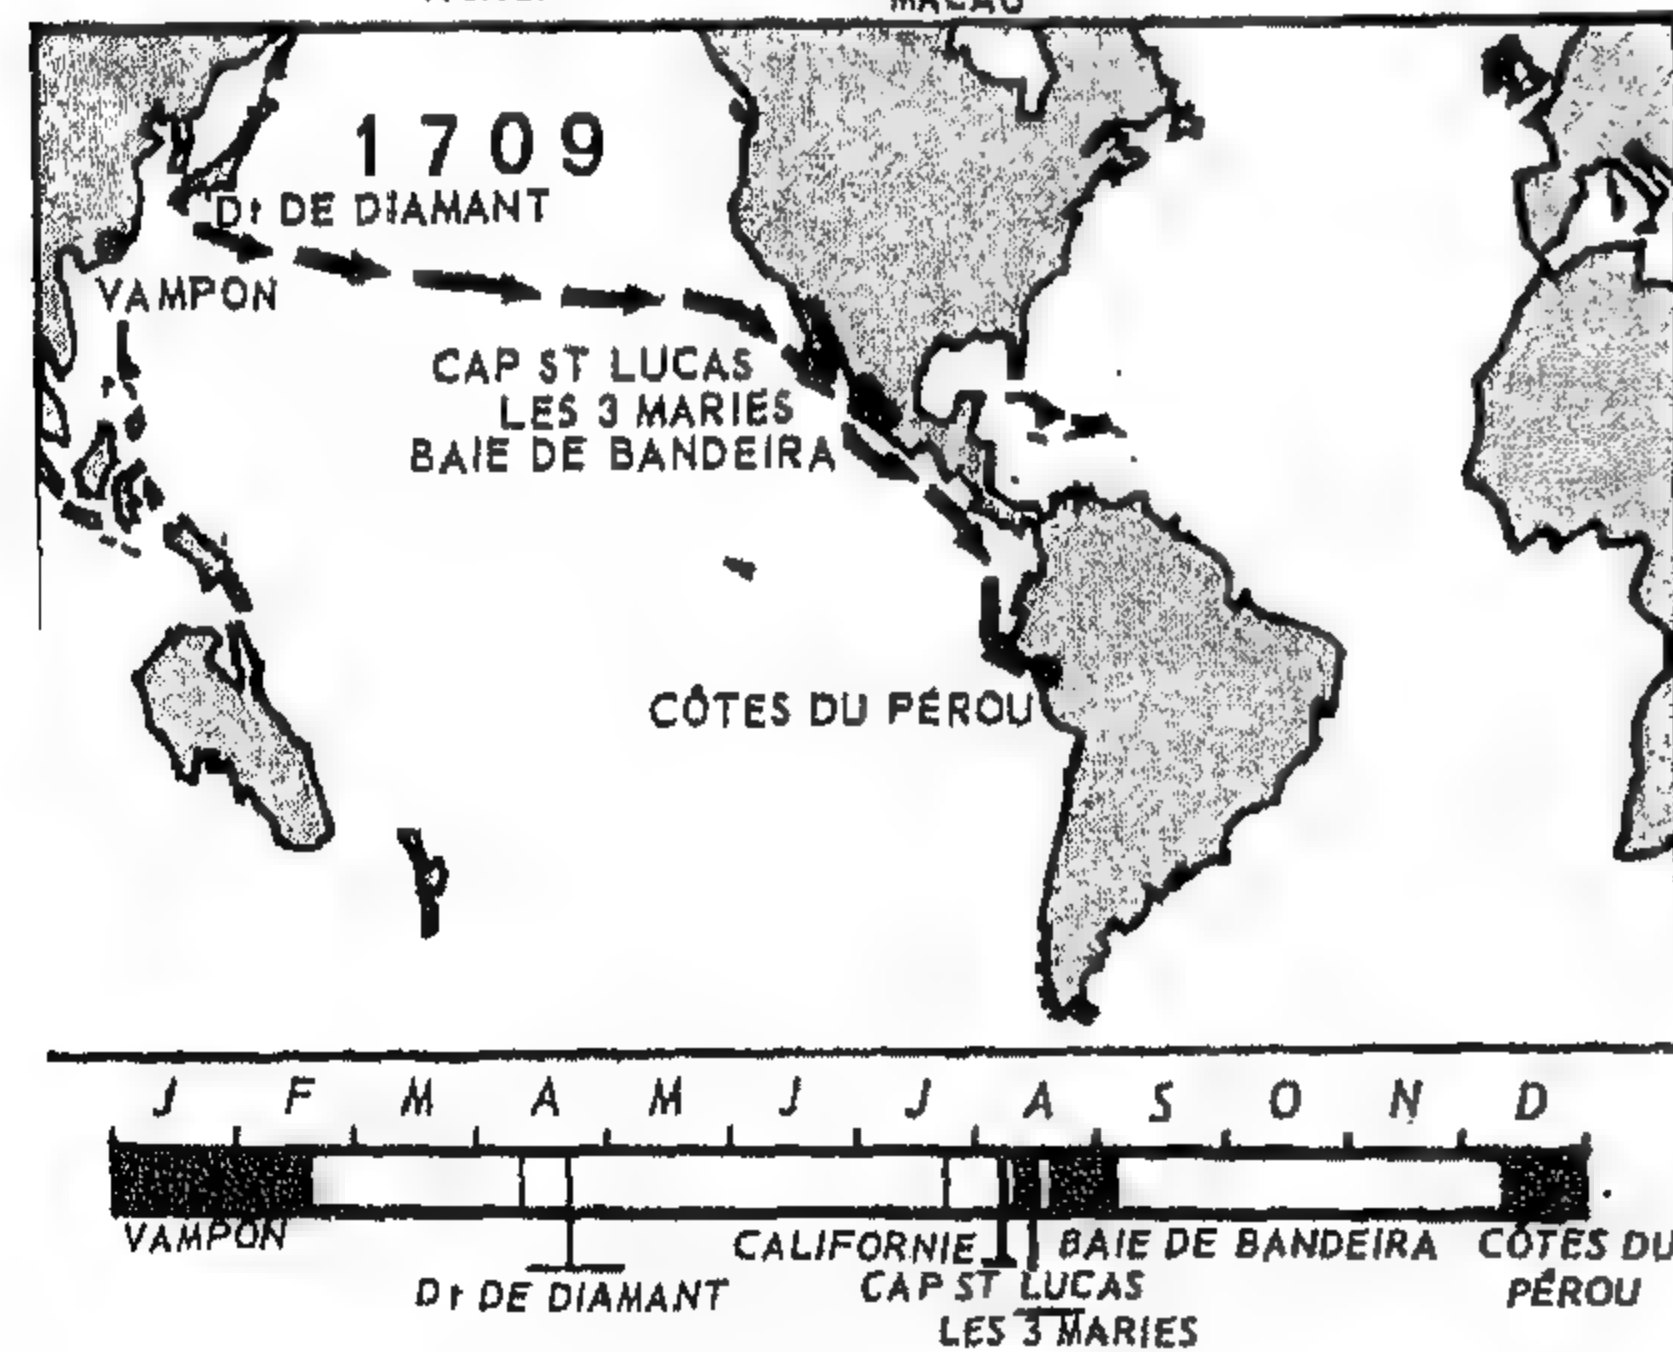 MACAO
1709
Dt DE DIAMANT
VAMPON
CAP ST LUCAS
LES 3 MARIES
BAIE DE BANDEIRA
CÔTES DU PÉROU
J F M A M J J A S O N D
VAMPON
CALIFORNIE
BAIE DE BANDEIRA
CÔTES DU
PÉROU
Dt DE DIAMANT
CAP ST LUCAS
LES 3 MARIES